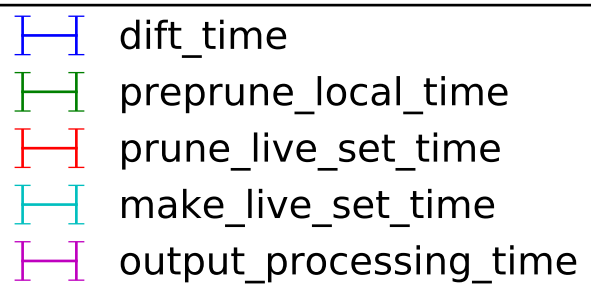 dift_time
preprune_local_time
prune_live_set_time
make_live_set_time
output_processing_time